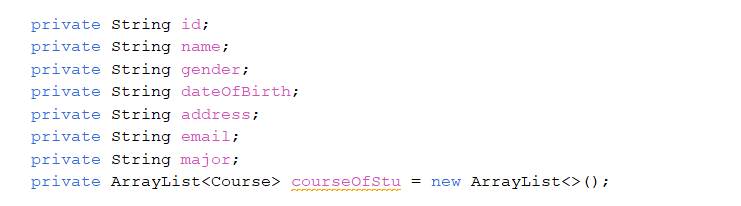 private String id;
private String name;
private String gender;
private String dateOfBirth;
private String address;
private String email;
private String major;
private ArrayList<Course> courseOfStu = new ArrayList<>();